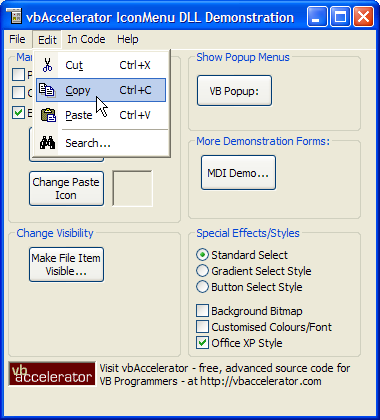 vbAccelerator IconMenu DLL Demonstration
File Edit In Code Help
Cut Ctrl+X
Copy Ctrl+C
Paste Ctrl+V
Search...
Change Paste
Icon
Show Popup Menus
VB Popup:
More Demonstration Forms:
MDI Demo...
Change Visibility
Make File Item
Visible...
Special Effects/Styles
Standard Select
Gradient Select Style
Button Select Style
Background Bitmap
Customised Colours/Font
Office XP Style
vb
accelerator
Visit vbAccelerator - free, advanced source code for
VB Programmers - at http://vbaccelerator.com